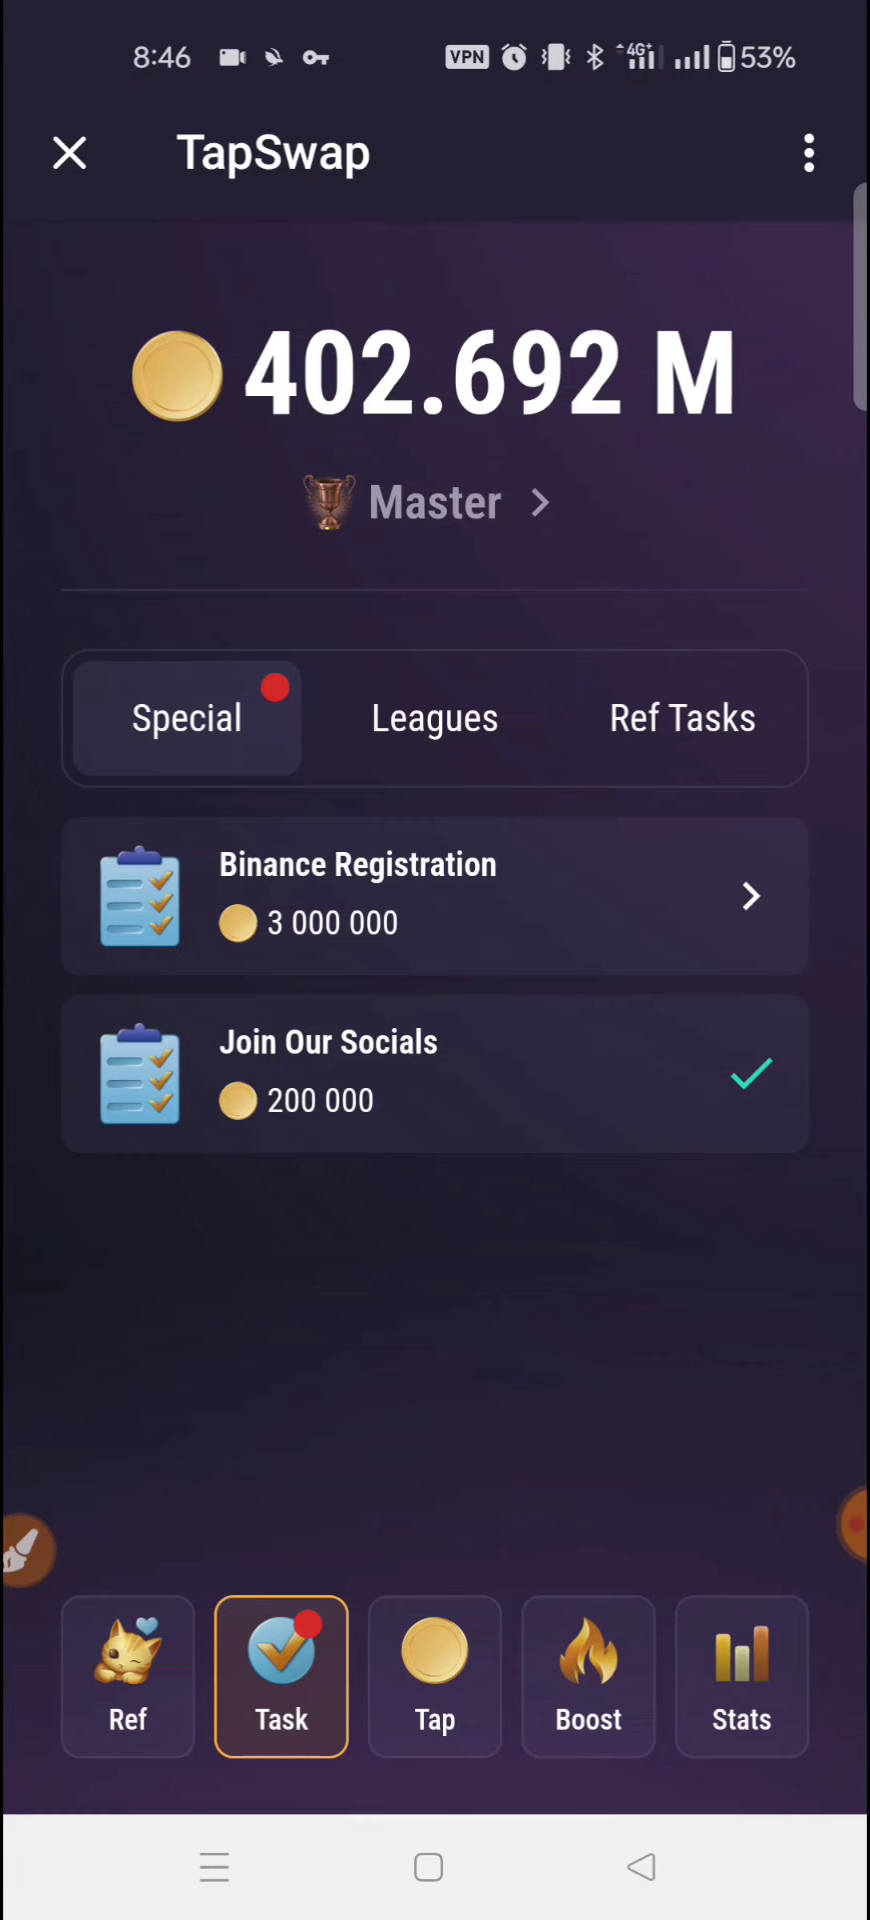 8:46 VPN 4G+ 53%
TapSwap
402.692 M
Master
Special Leagues Ref Tasks
Binance Registration
3 000 000
Join Our Socials
200 000
Ref Task Tap Boost Stats